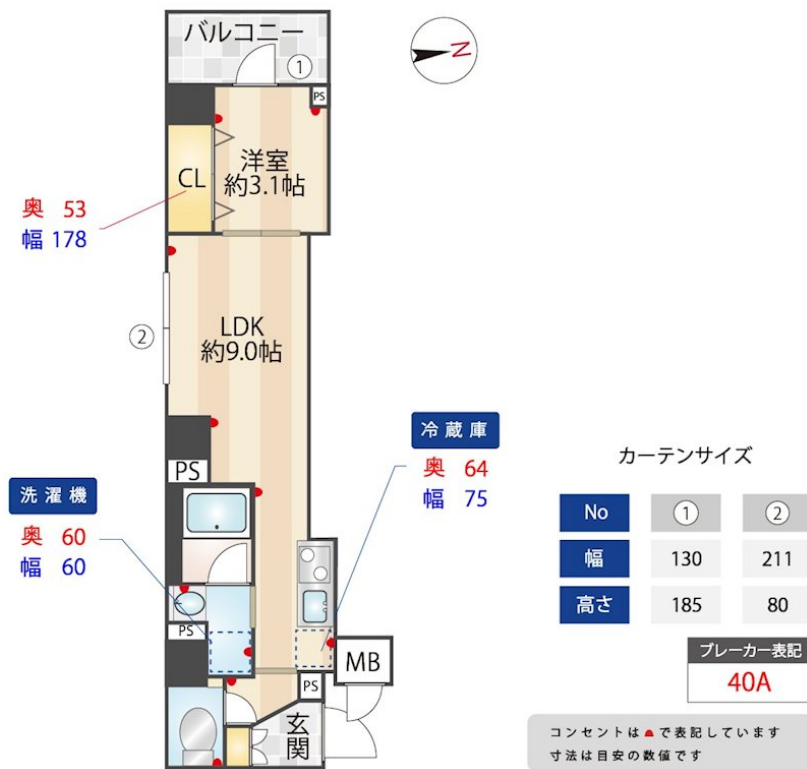 バルコニー
①
N
PS
洋室
約3.1帖
CL
奥 53
幅 178
LDK
約9.0帖
②
冷蔵庫
奥 64
幅 75
PS
洗濯機
奥 60
幅 60
PS
MB
PS
玄関
カーテンサイズ
No ① ②
幅 130 211
高さ 185 80
ブレーカー表記
40A
コンセントは で表記しています
寸法は目安の数値です